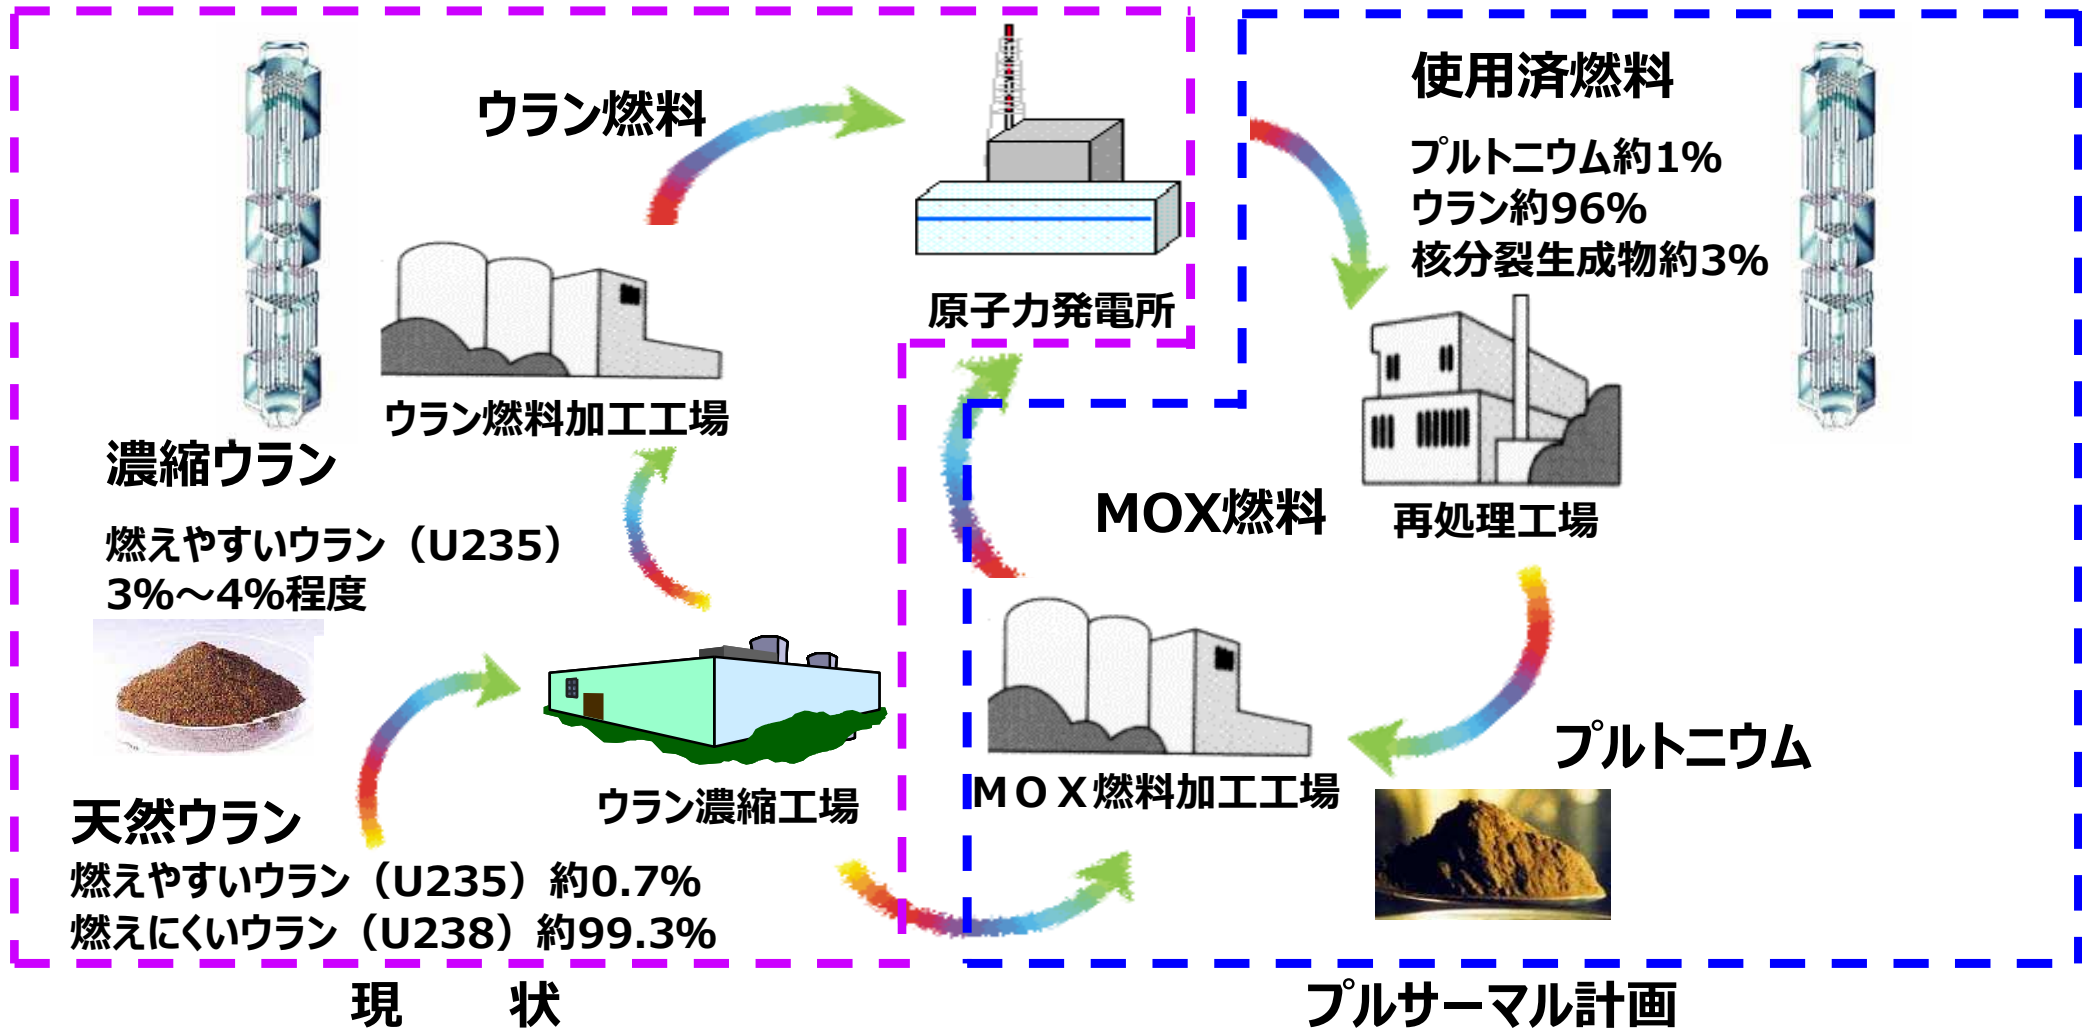 ウラン燃料
原子力発電所
ウラン燃料加工工場
濃縮ウラン
燃えやすいウラン（U235）
3%～4%程度
ウラン濃縮工場
天然ウラン
燃えやすいウラン（U235）約0.7%
燃えにくいウラン（U238）約99.3%
現　状
使用済燃料
プルトニウム約1%
ウラン約96%
核分裂生成物約3%
再処理工場
MOX燃料
プルトニウム
ＭＯＸ燃料加工工場
プルサーマル計画